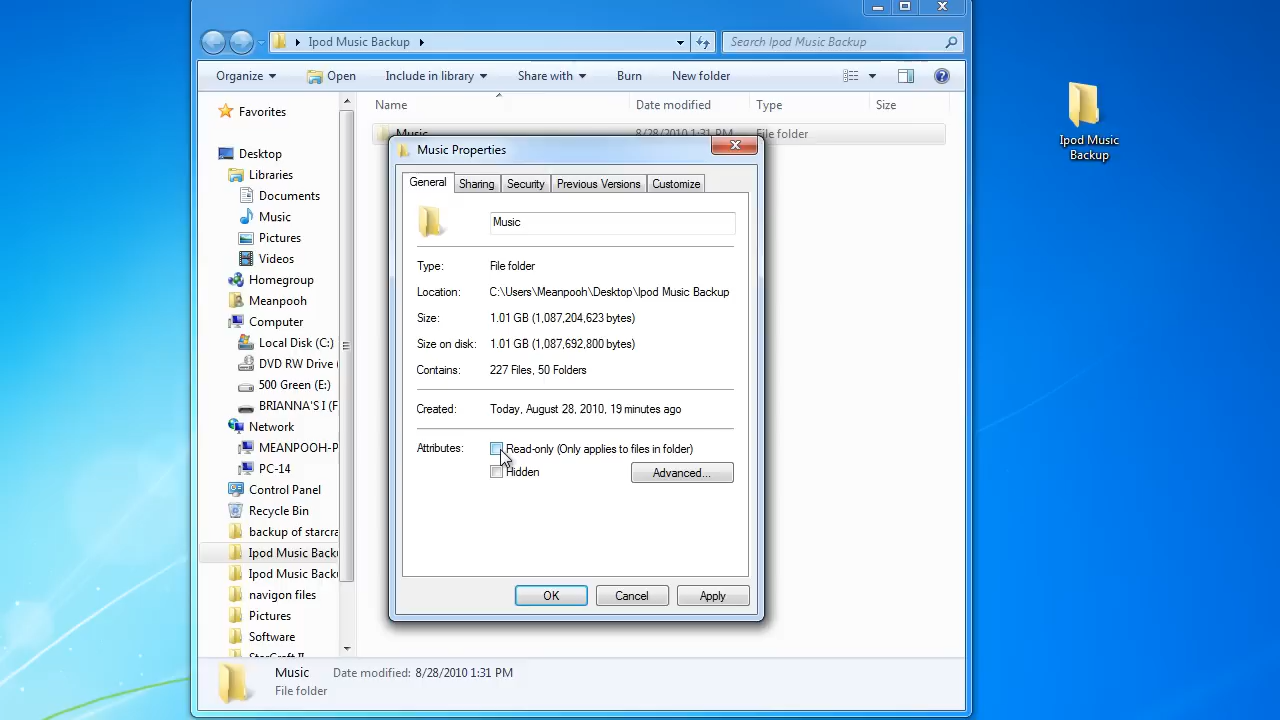 Ipod Music Backup
Search Ipod Music Backup
Organize
Open
Include in library
Share with
Burn
New folder
Name
Date modified
Type
Size
Favorites
Desktop
Libraries
Documents
Music
Pictures
Videos
Homegroup
Meanpooh
Computer
Local Disk (C:)
DVD RW Drive (
500 Green (E:)
BRIANNA'S I (F
Network
MEANPOOH-P
PC-14
Control Panel
Recycle Bin
backup of starcra
Ipod Music Backu
Ipod Music Backu
navigon files
Pictures
Software
StarCraft II
Music
8/28/2010 1:31 PM
File folder
Music Properties
General
Sharing
Security
Previous Versions
Customize
Music
Type:
File folder
Location:
C:\Users\Meanpooh\Desktop\Ipod Music Backup
Size:
1.01 GB (1,087,204,623 bytes)
Size on disk:
1.01 GB (1,087,692,800 bytes)
Contains:
227 Files, 50 Folders
Created:
Today, August 28, 2010, 19 minutes ago
Attributes:
Read-only (Only applies to files in folder)
Hidden
Advanced...
OK
Cancel
Apply
Music
Date modified: 8/28/2010 1:31 PM
File folder
Ipod Music
Backup